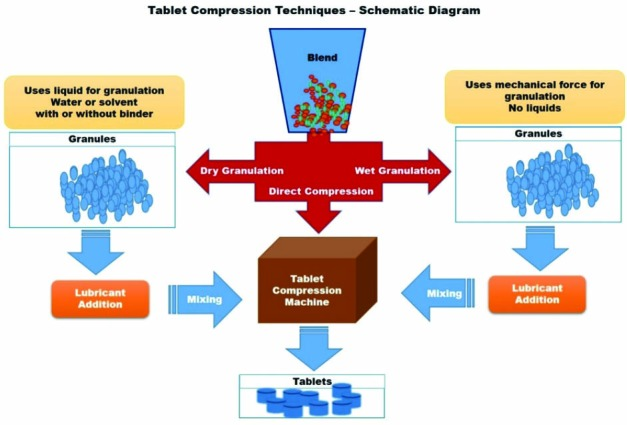 Tablet Compression Techniques – Schematic Diagram
Blend
Uses liquid for granulation
Water or solvent
with or without binder
Uses mechanical force for
granulation
No liquids
Granules
Granules
Dry Granulation
Wet Granulation
Direct Compression
Lubricant
Addition
Mixing
Tablet
Compression
Machine
Mixing
Lubricant
Addition
Tablets